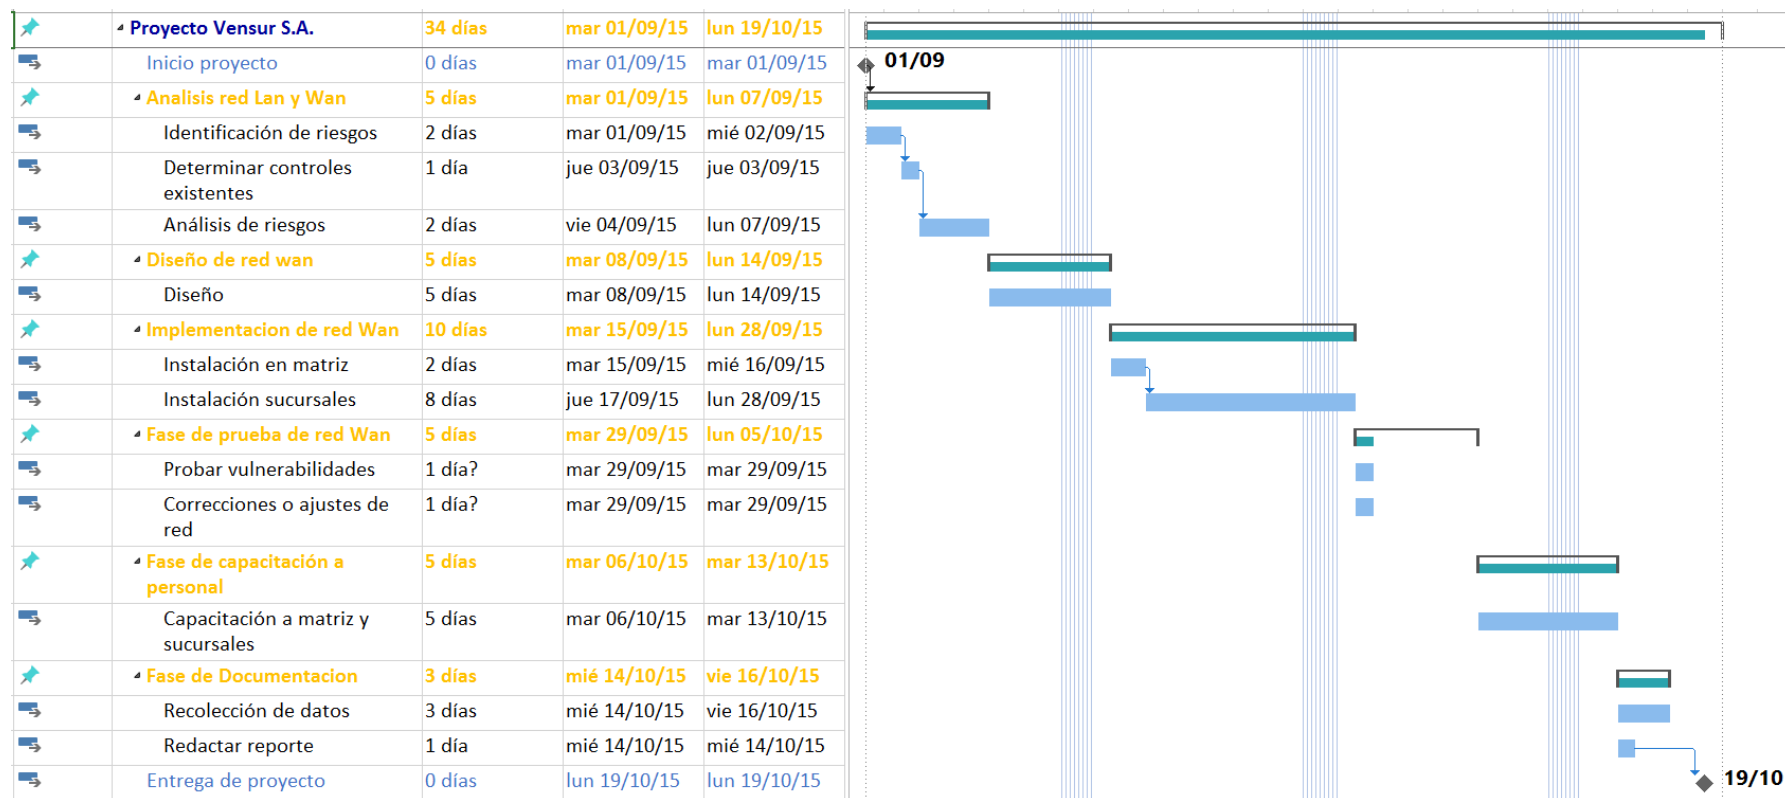 Proyecto Vensur S.A. 34 días mar 01/09/15 lun 19/10/15
Inicio proyecto 0 días mar 01/09/15 mar 01/09/15 01/09
Analisis red Lan y Wan 5 días mar 01/09/15 lun 07/09/15
Identificación de riesgos 2 días mar 01/09/15 mié 02/09/15
Determinar controles 1 día jue 03/09/15 jue 03/09/15
existentes
Análisis de riesgos 2 días vie 04/09/15 lun 07/09/15
Diseño de red wan 5 días mar 08/09/15 lun 14/09/15
Diseño 5 días mar 08/09/15 lun 14/09/15
Implementacion de red Wan 10 días mar 15/09/15 lun 28/09/15
Instalación en matriz 2 días mar 15/09/15 mié 16/09/15
Instalación sucursales 8 días jue 17/09/15 lun 28/09/15
Fase de prueba de red Wan 5 días mar 29/09/15 lun 05/10/15
Probar vulnerabilidades 1 día? mar 29/09/15 mar 29/09/15
Correcciones o ajustes de 1 día? mar 29/09/15 mar 29/09/15
red
Fase de capacitación a 5 días mar 06/10/15 mar 13/10/15
personal
Capacitación a matriz y 5 días mar 06/10/15 mar 13/10/15
sucursales
Fase de Documentacion 3 días mié 14/10/15 vie 16/10/15
Recolección de datos 3 días mié 14/10/15 vie 16/10/15
Redactar reporte 1 día mié 14/10/15 mié 14/10/15
Entrega de proyecto 0 días lun 19/10/15 lun 19/10/15 19/10